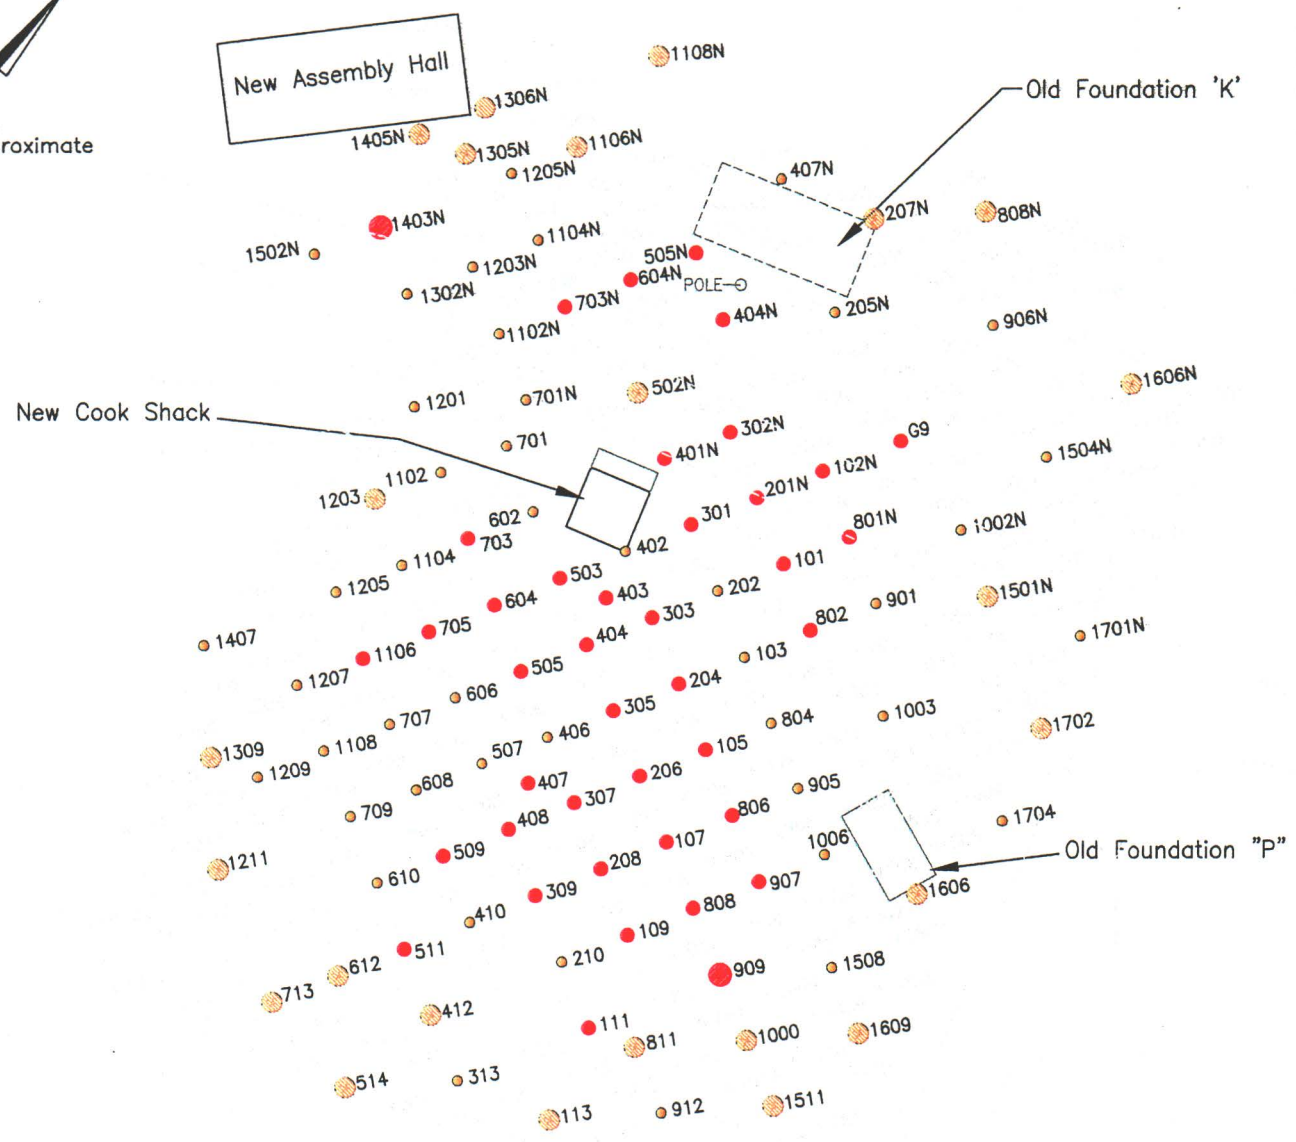 New Assembly Hall
1108N
Old Foundation 'K'
1306N
1405N
roximate
1305N
1106N
1205N
407N
207N
808N
1403N
1502N
1104N
505N
1203N
604N
POLE
1302N
703N
404N
205N
906N
1102N
1606N
502N
701N
1201
New Cook Shack
302N
G9
701
401N
1504N
102N
1102
201N
1203
301
801N
602
1002N
703
402
1104
503
101
1501N
1205
604
403
202
901
802
303
1701N
1407
705
404
1106
103
505
1207
204
606
305
1003
707
804
1702
406
1309
1108
507
105
1209
206
608
407
905
307
709
806
1704
408
1006
107
Old Foundation "P"
509
1211
208
907
1606
610
309
808
410
109
511
210
909
1508
612
713
412
111
1000
1609
811
313
514
1511
912
113